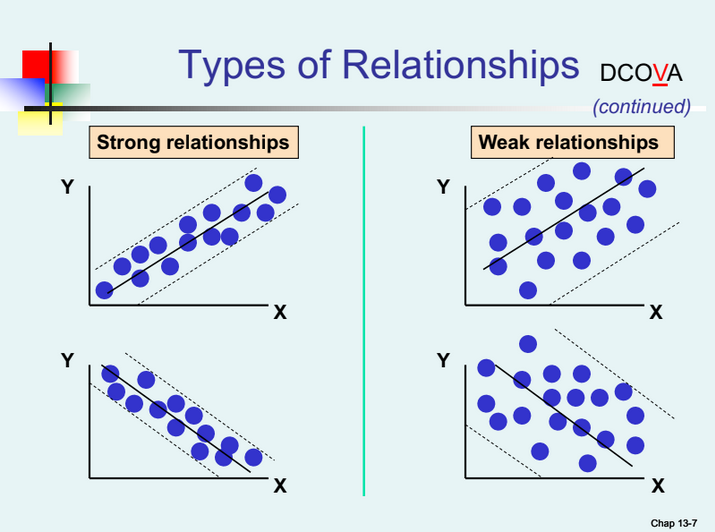 Types of Relationships
DCOVA
(continued)
Strong relationships
Weak relationships
Y
X
Y
X
Y
X
Y
X
Chap 13-7